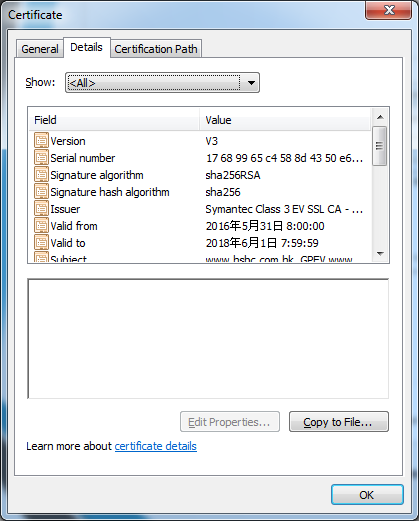 Certificate
General Details Certification Path
Show: <All>
Field Value
Version V3
Serial number 17 68 99 65 c4 58 8d 43 50 e6...
Signature algorithm sha256RSA
Signature hash algorithm sha256
Issuer Symantec Class 3 EV SSL CA - ...
Valid from 2016年5月31日 8:00:00
Valid to 2018年6月1日 7:59:59
Subject www.hsbc.com.hk, GPEV, www
Edit Properties... Copy to File...
Learn more about certificate details
OK